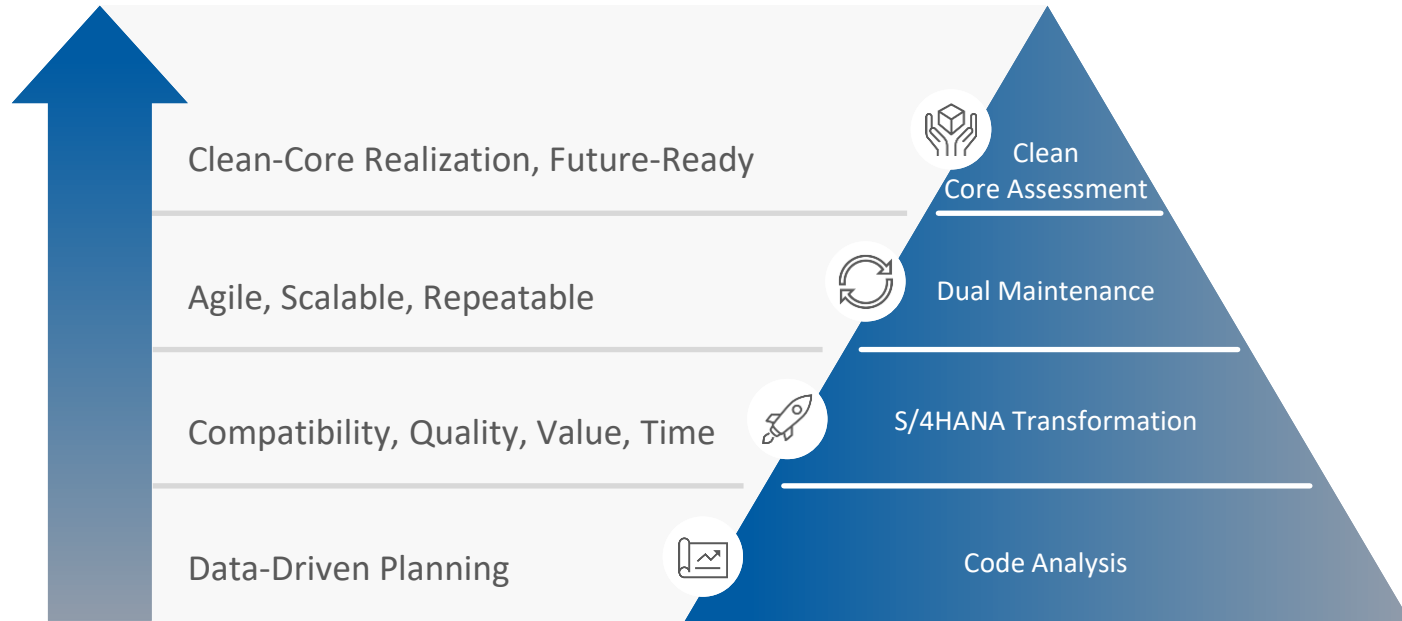 Clean-Core Realization, Future-Ready
Clean
Core Assessment
Agile, Scalable, Repeatable
Dual Maintenance
Compatibility, Quality, Value, Time
S/4HANA Transformation
Data-Driven Planning
Code Analysis